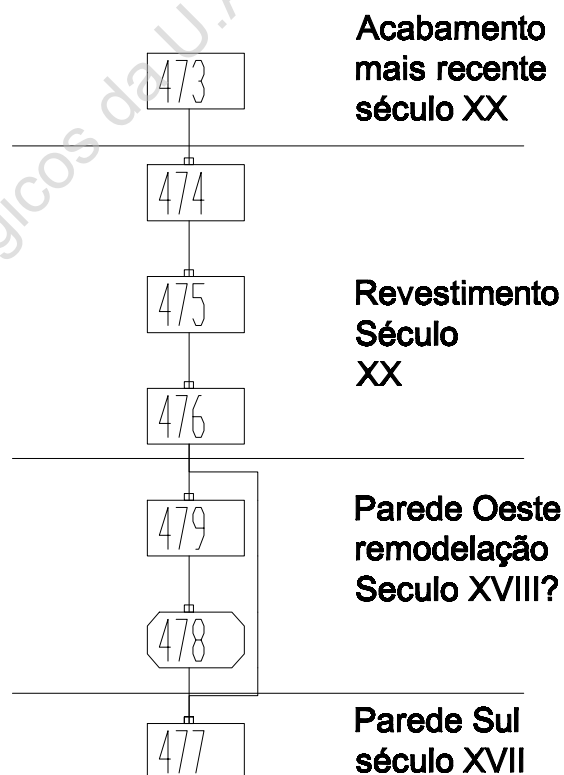 473
Acabamento
mais recente
século XX
474
475
476
Revestimento
Século
XX
479
478
Parede Oeste
remodelação
Seculo XVIII?
477
Parede Sul
século XVII